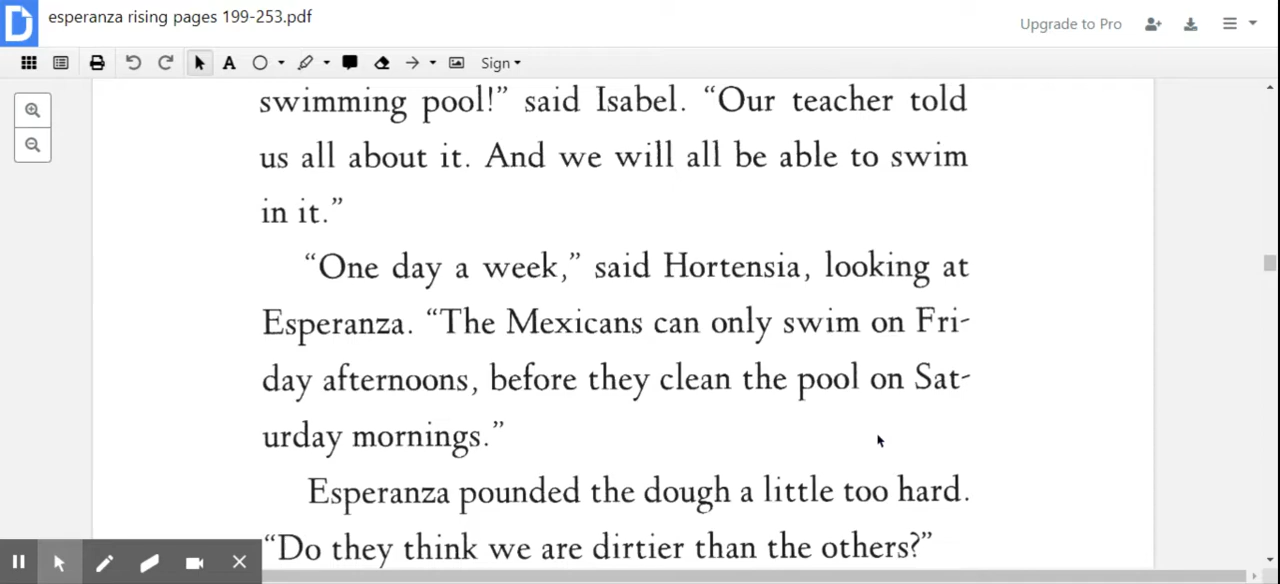 esperanza rising pages 199-253.pdf
Upgrade to Pro
A
Sign
swimming pool!” said Isabel. “Our teacher told
us all about it. And we will all be able to swim
in it.”
“One day a week,” said Hortensia, looking at
Esperanza. “The Mexicans can only swim on Fri-
day afternoons, before they clean the pool on Sat-
urday mornings.”
Esperanza pounded the dough a little too hard.
“Do they think we are dirtier than the others?”